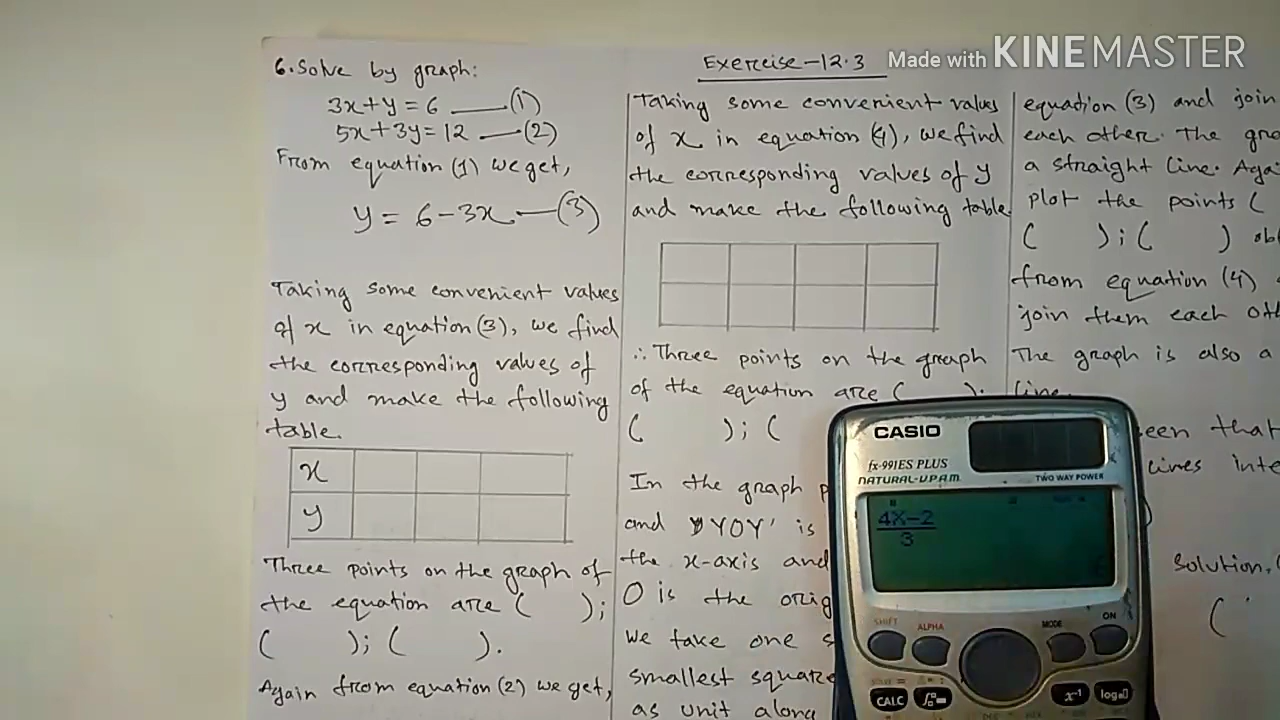 Made with KINEMASTER
Exercise-12.3
6. Solve by graph:
3x+y=6 —(1)
5x+3y=12 —(2)
From equation (1) we get,
y = 6-3x —(3)
Taking some convenient values
of x in equation (3), we find
the corresponding values of
y and make the following
table.
x
y
Three points on the graph of
the equation are ( );
( ); ( ).
Again from equation (2) we get,
Taking some convenient values
of x in equation (4), we find
the corresponding values of y
and make the following table
∴ Three points on the graph
of the equation are ( );
( ); (
In the graph
and YOY' is
the x-axis and
O is the
we take one
smallest square
as unit along
equation (3) and join
each other. The
a straight line.
plot the points (
( ); ( )
from equation (4)
join them each
The graph is also a
line.
that
lines
solution,
(
CASIO
fx-991ES PLUS
NATURAL-V.P.A.M.
TWO WAY POWER
4X-2
3
SHIFT ALPHA MODE ON
SOLVE =
CALC x⁻¹ log